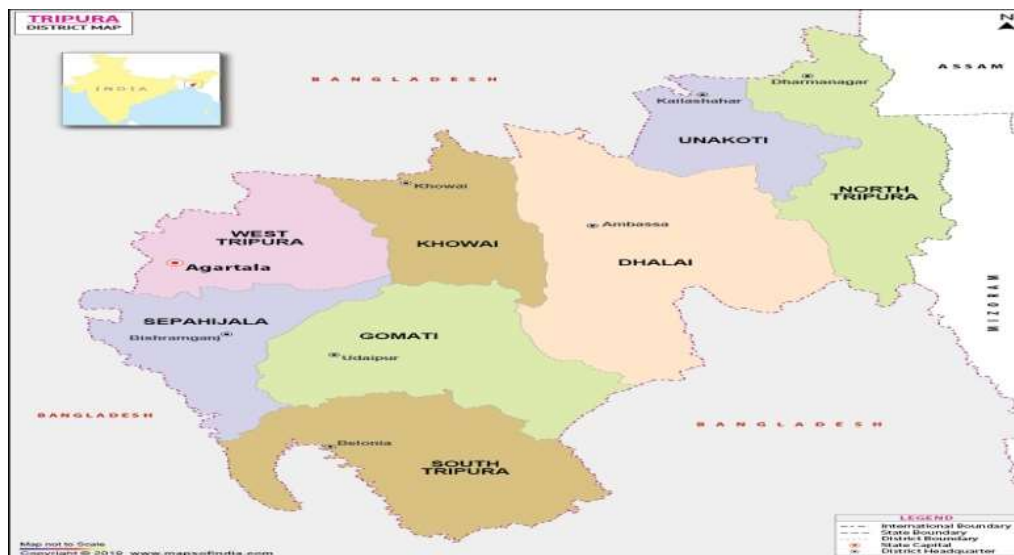 TRIPURA
DISTRICT MAP
N
INDIA
BANGLADESH
ASSAM
Dharmanagar
Kailashahar
UNAKOTI
NORTH
TRIPURA
Khowai
KHOWAI
Ambassa
DHALAI
WEST
TRIPURA
Agartala
SEPAHIJALA
Bishramganj
GOMATI
Udaipur
MIZORAM
BANGLADESH
BANGLADESH
Belonia
SOUTH
TRIPURA
LEGEND
International Boundary
State Boundary
District Boundary
State Capital
District Headquarter
Map not to Scale
Copyright © 2019 www.mapsofindia.com